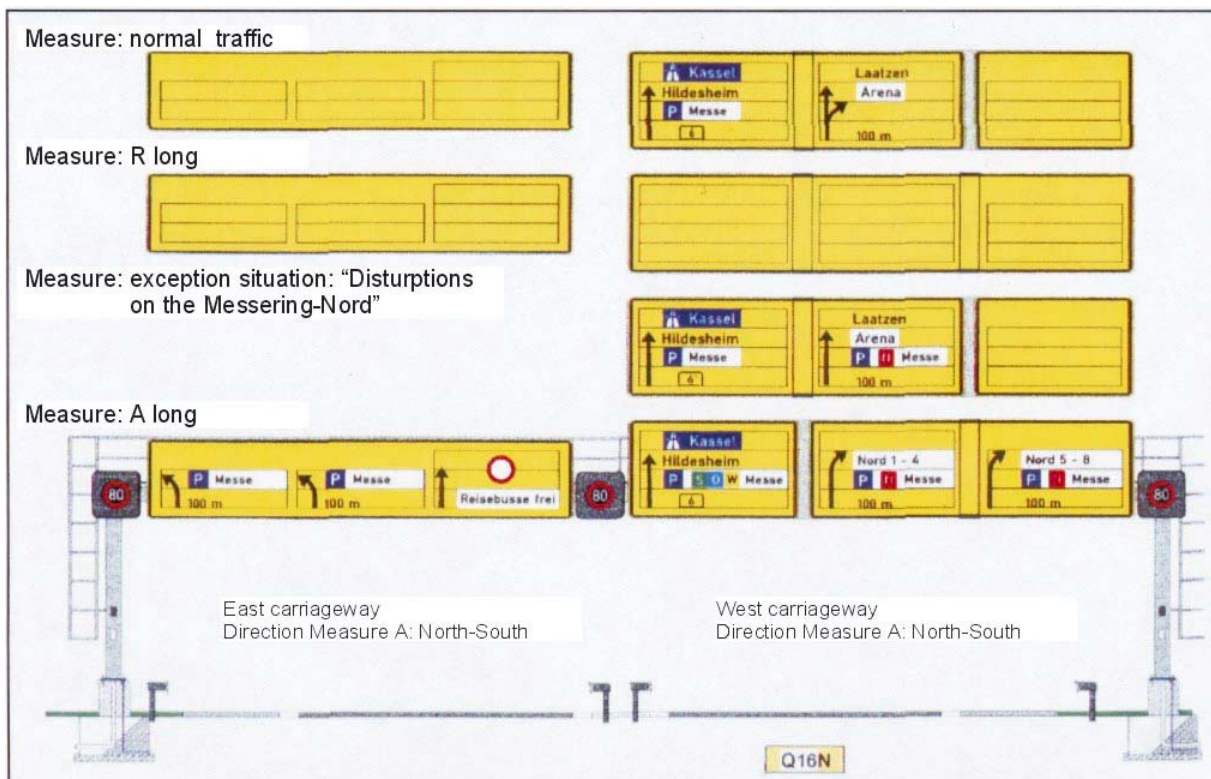 Measure: normal traffic
Kassel
Hildesheim
P Messe
6
Laatzen
Arena
100 m
Measure: R long
Measure: exception situation: “Disturptions
on the Messering-Nord”
Kassel
Hildesheim
P Messe
6
Laatzen
Arena
P n Messe
100 m
Measure: A long
80
P Messe
100 m
P Messe
100 m
Reisebusse frei
80
Kassel
Hildesheim
P S O W Messe
6
Nord 1 - 4
P n Messe
100 m
Nord 5 - 8
P Messe
100 m
80
East carriageway
Direction Measure A: North-South
West carriageway
Direction Measure A: North-South
Q16N